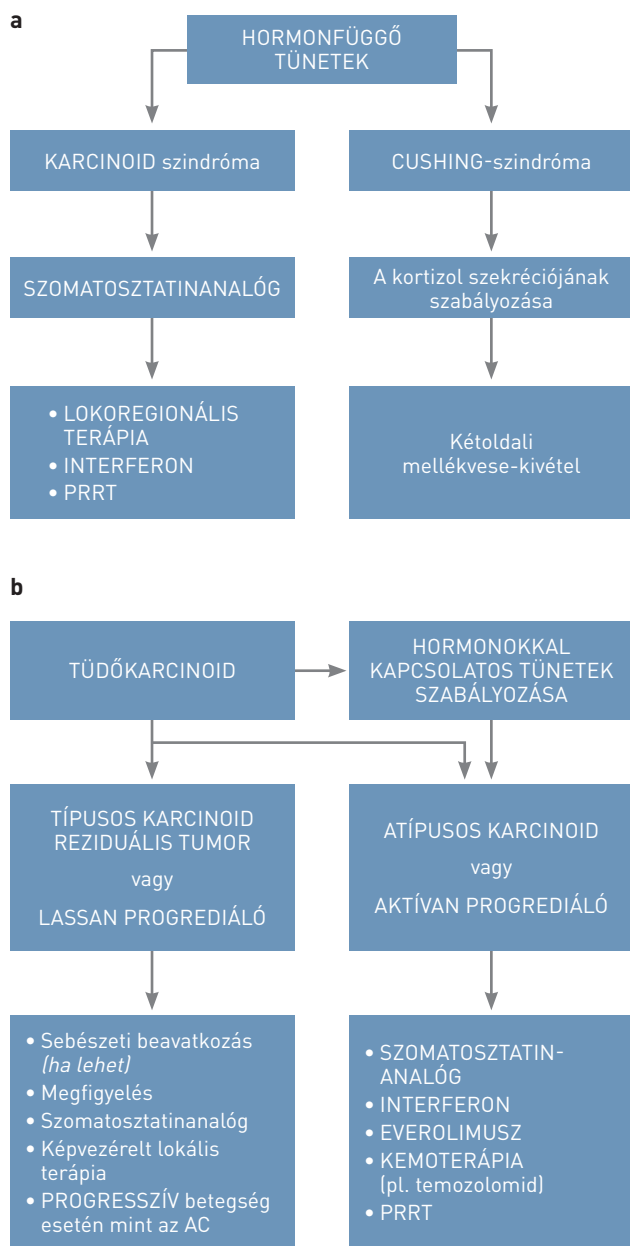 a
HORMONFÜGGŐ
TÜNETEK
KARCINOID szindróma
CUSHING-szindróma
SZOMATOSZTATINANALÓG
A kortizol szekréciójának
szabályozása
• LOKOREGIONÁLIS
TERÁPIA
• INTERFERON
• PRRT
Kétoldali
mellékvese-kivétel
b
TÜDŐKARCINOID
HORMONOKKAL
KAPCSOLATOS TÜNETEK
SZABÁLYOZÁSA
TÍPUSOS KARCINOID
REZIDUÁLIS TUMOR
vagy
LASSAN PROGREDIÁLÓ
ATÍPUSOS KARCINOID
vagy
AKTÍVAN PROGREDIÁLÓ
• Sebészeti beavatkozás
(ha lehet)
• Megfigyelés
• Szomatosztatinanalóg
• Képvezérelt lokális
terápia
• PROGRESSZÍV betegség
esetén mint az AC
• SZOMATOSZTATIN-
ANALÓG
• INTERFERON
• EVEROLIMUSZ
• KEMOTERÁPIA
(pl. temozolomid)
• PRRT